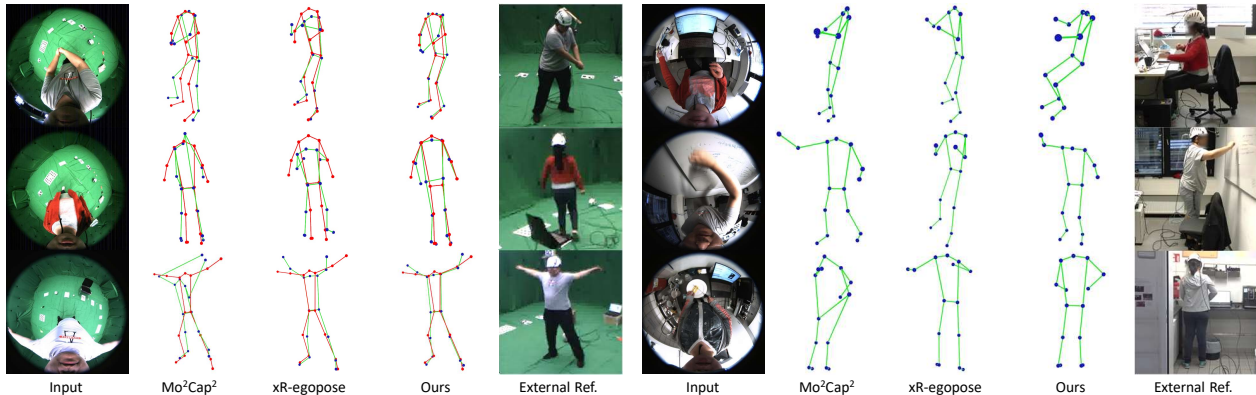 Input Mo²Cap² xR-egopose Ours External Ref. Input Mo²Cap² xR-egopose Ours External Ref.